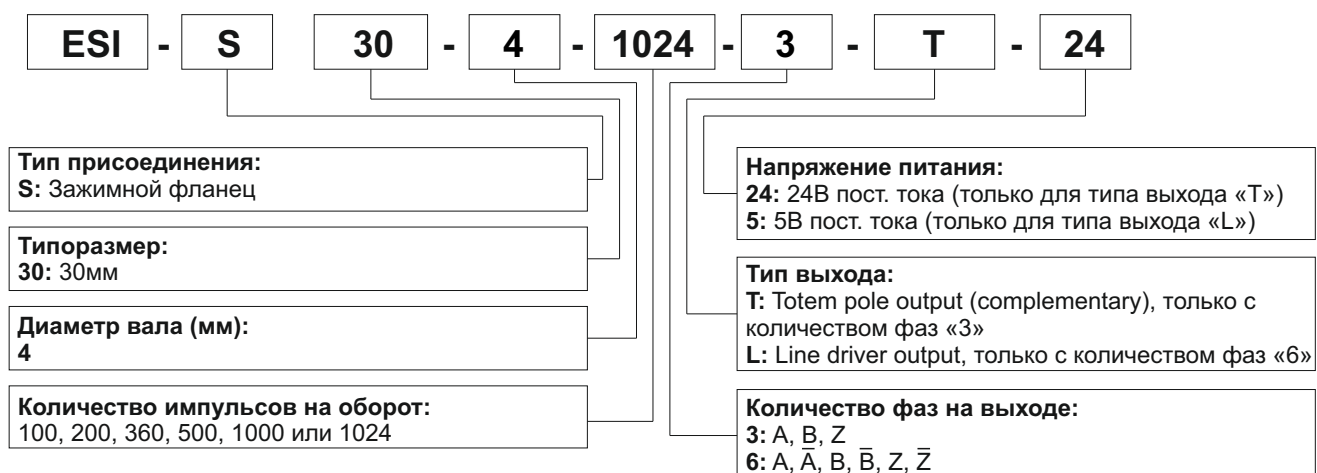 ESI - S 30 - 4 - 1024 - 3 - T - 24
Тип присоединения:
S: Зажимной фланец
Типоразмер:
30: 30мм
Диаметр вала (мм):
4
Количество импульсов на оборот:
100, 200, 360, 500, 1000 или 1024
Напряжение питания:
24: 24В пост. тока (только для типа выхода «T»)
5: 5В пост. тока (только для типа выхода «L»)
Тип выхода:
T: Totem pole output (complementary), только с
количеством фаз «3»
L: Line driver output, только с количеством фаз «6»
Количество фаз на выходе:
3: A, B, Z
6: A, A̅, B, B̅, Z, Z̅